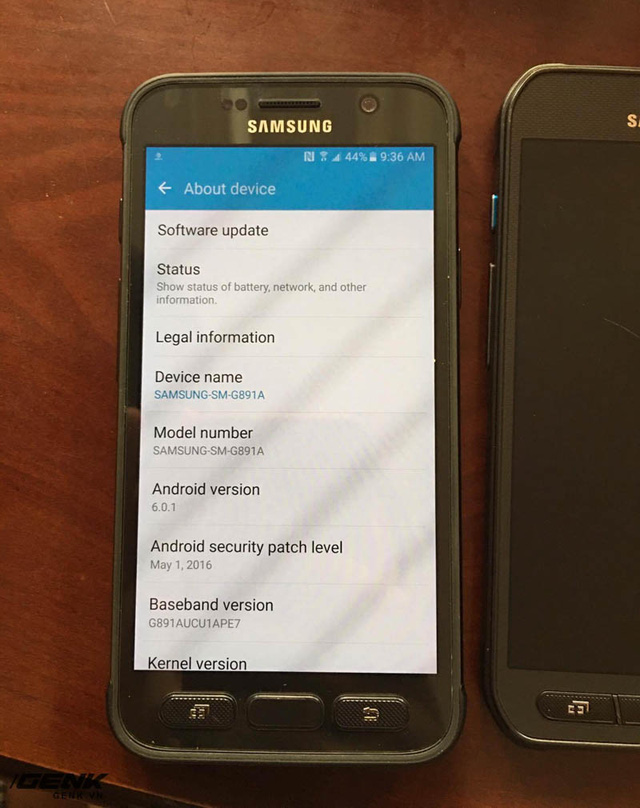 SAMSUNG
44% 9:36 AM
About device
Software update
Status
Show status of battery, network, and other
information.
Legal information
Device name
SAMSUNG-SM-G891A
Model number
SAMSUNG-SM-G891A
Android version
6.0.1
Android security patch level
May 1, 2016
Baseband version
G891AUCU1APE7
Kernel version
SA
GENK
GENK.VN